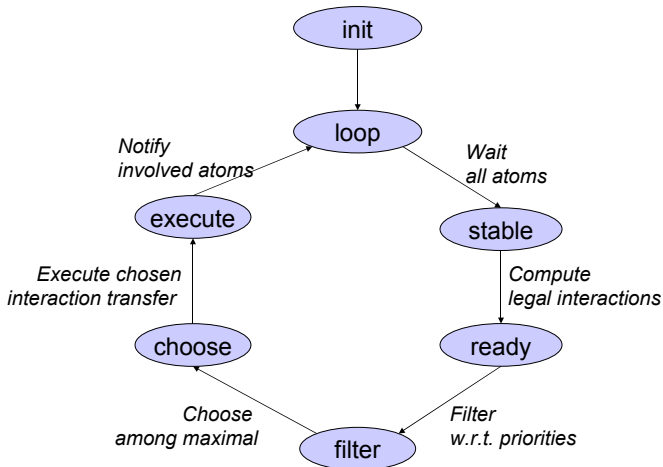 init
loop
Notify
involved atoms
Wait
all atoms
execute
stable
Execute chosen
interaction transfer
Compute
legal interactions
choose
ready
Choose
among maximal
Filter
w.r.t. priorities
filter